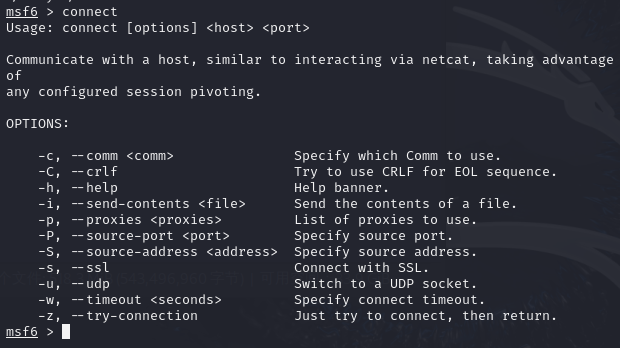 msf6 > connect
Usage: connect [options] <host> <port>
Communicate with a host, similar to interacting via netcat, taking advantage
of
any configured session pivoting.
OPTIONS:
-c, --comm <comm> Specify which Comm to use.
-C, --crlf Try to use CRLF for EOL sequence.
-h, --help Help banner.
-i, --send-contents <file> Send the contents of a file.
-p, --proxies <proxies> List of proxies to use.
-P, --source-port <port> Specify source port.
-S, --source-address <address> Specify source address.
-s, --ssl Connect with SSL.
-u, --udp Switch to a UDP socket.
-w, --timeout <seconds> Specify connect timeout.
-z, --try-connection Just try to connect, then return.
msf6 >